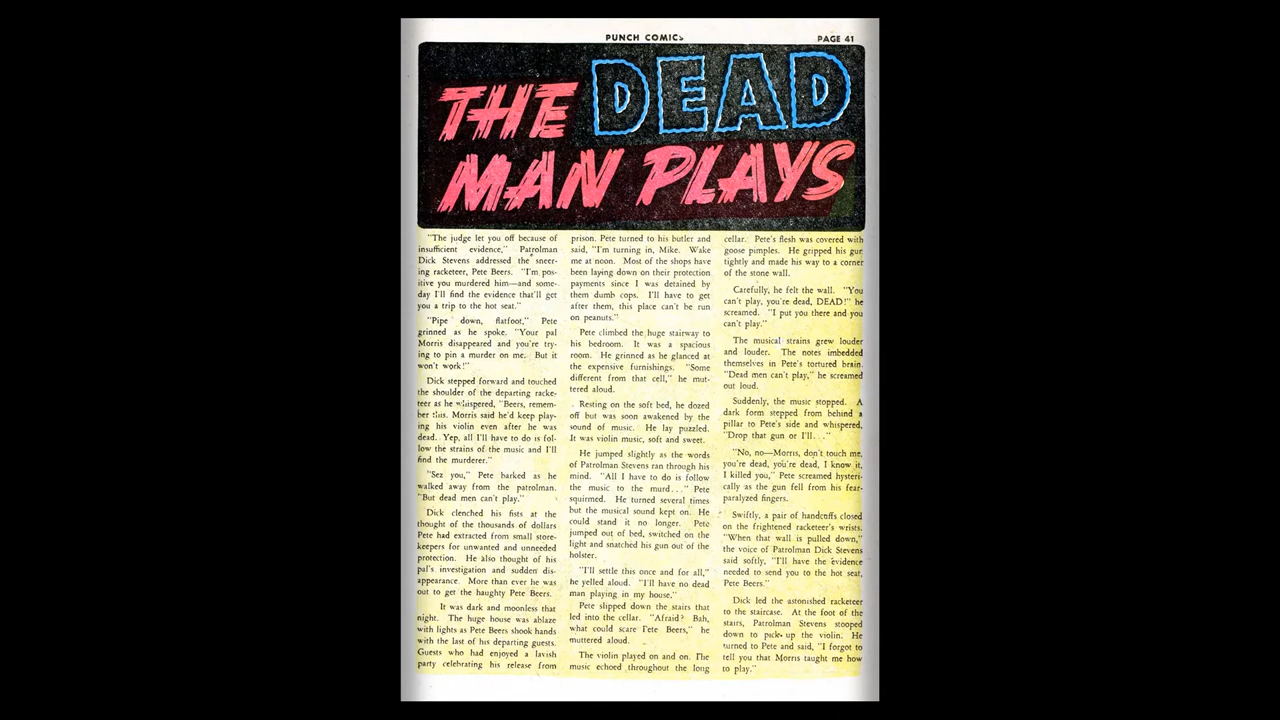 PUNCH COMICS
PAGE 41
THE DEAD
MAN PLAYS
"The judge let you off because of
insufficient evidence," Patrolman
Dick Stevens addressed the sneer-
ing racketeer, Pete Beers. "I'm pos-
itive you murdered him—and some-
day I'll find the evidence that'll get
you a trip to the hot seat."
"Pipe down, flatfoot," Pete
grinned as he spoke. "Your pal
Morris disappeared and you're try-
ing to pin a murder on me. But it
won't work!"
Dick stepped forward and touched
the shoulder of the departing racke-
teer as he whispered, "Beers, remem-
ber this. Morris said he'd keep play-
ing his violin even after he was
dead. Yep, all I'll have to do is fol-
low the strains of the music and I'll
find the murderer."
"Sez you," Pete barked as he
walked away from the patrolman.
"But dead men can't play."
Dick clenched his fists at the
thought of the thousands of dollars
Pete had extracted from small store-
keepers for unwanted and unneeded
protection. He also thought of his
pal's investigation and sudden dis-
appearance. More than ever he was
out to get the haughty Pete Beers.
It was dark and moonless that
night. The huge house was ablaze
with lights as Pete Beers shook hands
with the last of his departing guests.
Guests who had enjoyed a lavish
party celebrating his release from
prison. Pete turned to his butler and
said, "I'm turning in, Mike. Wake
me at noon. Most of the shops have
been laying down on their protection
payments since I was detained by
them dumb cops. I'll have to get
after them, this place can't be run
on peanuts."
Pete climbed the huge stairway to
his bedroom. It was a spacious
room. He grinned as he glanced at
the expensive furnishings. "Some
different from that cell," he mut-
tered aloud.
Resting on the soft bed, he dozed
off but was soon awakened by the
sound of music. He lay puzzled.
It was violin music, soft and sweet.
He jumped slightly as the words
of Patrolman Stevens ran through his
mind. "All I have to do is follow
the music to the murd..." Pete
squirmed. He turned several times
but the musical sound kept on. He
could stand it no longer. Pete
jumped out of bed, switched on the
light and snatched his gun out of the
holster.
"I'll settle this once and for all,"
he yelled aloud. "I'll have no dead
man playing in my house."
Pete slipped down the stairs that
led into the cellar. "Afraid? Bah,
what could scare Pete Beers," he
muttered aloud.
The violin played on and on. The
music echoed throughout the long
cellar. Pete's flesh was covered with
goose pimples. He gripped his gun
tightly and made his way to a corner
of the stone wall.
Carefully, he felt the wall. "You
can't play, you're dead, DEAD!" he
screamed. "I put you there and you
can't play."
The musical strains grew louder
and louder. The notes imbedded
themselves in Pete's tortured brain.
"Dead men can't play," he screamed
out loud.
Suddenly, the music stopped. A
dark form stepped from behind a
pillar to Pete's side and whispered,
"Drop that gun or I'll..."
"No, no—Morris, don't touch me,
you're dead, you're dead, I know it,
I killed you," Pete screamed hysteri-
cally as the gun fell from his fear-
paralyzed fingers.
Swiftly, a pair of handcuffs closed
on the frightened racketeer's wrists.
"When that wall is pulled down,"
the voice of Patrolman Dick Stevens
said softly, "I'll have the evidence
needed to send you to the hot seat,
Pete Beers."
Dick led the astonished racketeer
to the staircase. At the foot of the
stairs, Patrolman Stevens stooped
down to pick up the violin. He
turned to Pete and said, "I forgot to
tell you that Morris taught me how
to play."